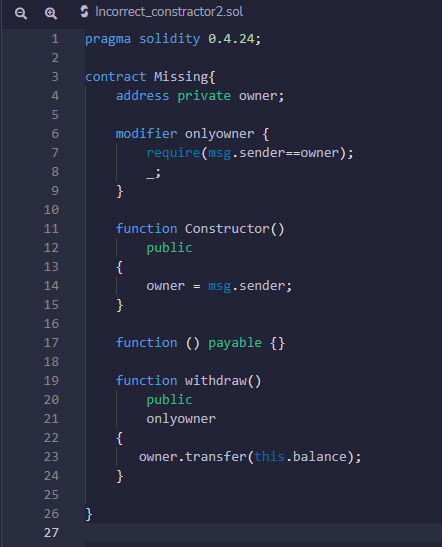 Incorrect_constractor2.sol
1 pragma solidity 0.4.24;
2
3 contract Missing{
4     address private owner;
5
6     modifier onlyowner {
7         require(msg.sender==owner);
8         _;
9     }
10
11     function Constructor()
12         public
13     {
14         owner = msg.sender;
15     }
16
17     function () payable {}
18
19     function withdraw()
20         public
21         onlyowner
22     {
23        owner.transfer(this.balance);
24     }
25
26 }
27